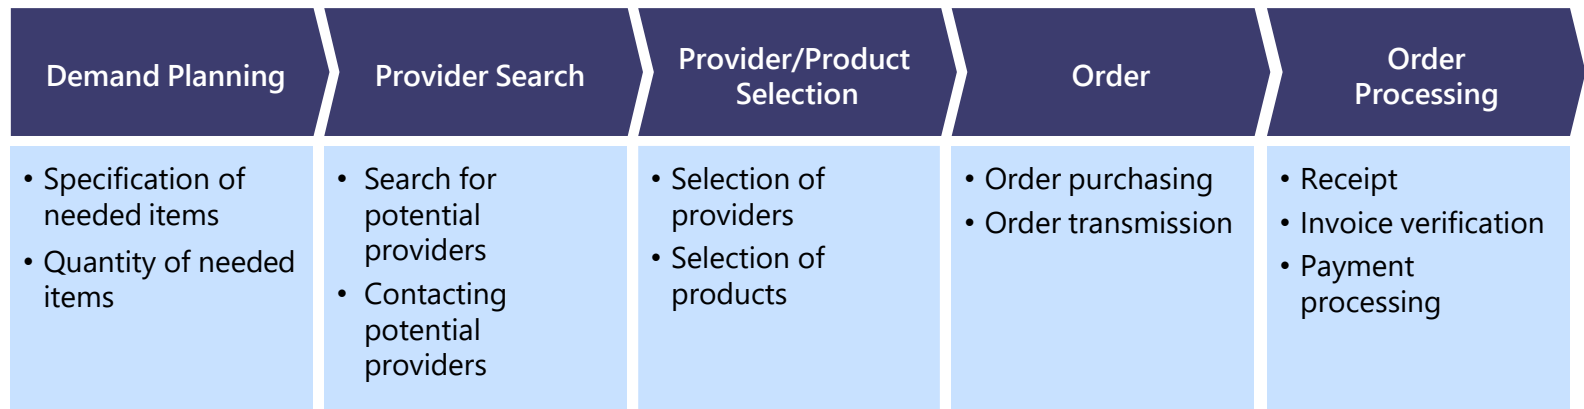 Demand Planning
Provider Search
Provider/Product
Selection
Order
Order
Processing
• Specification of
needed items
• Quantity of needed
items
• Search for
potential
providers
• Contacting
potential
providers
• Selection of
providers
• Selection of
products
• Order purchasing
• Order transmission
• Receipt
• Invoice verification
• Payment
processing